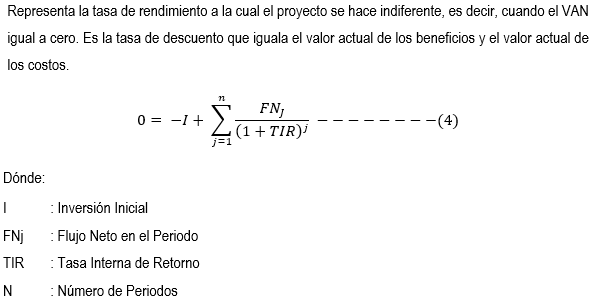 Representa la tasa de rendimiento a la cual el proyecto se hace indiferente, es decir, cuando el VAN
igual a cero. Es la tasa de descuento que iguala el valor actual de los beneficios y el valor actual de
los costos.
0 = −I + ∑_{j=1}^{n} FN_J / (1 + TIR)^j − − − − − − − − −(4)
Dónde:
I : Inversión Inicial
FNj : Flujo Neto en el Periodo
TIR : Tasa Interna de Retorno
N : Número de Periodos